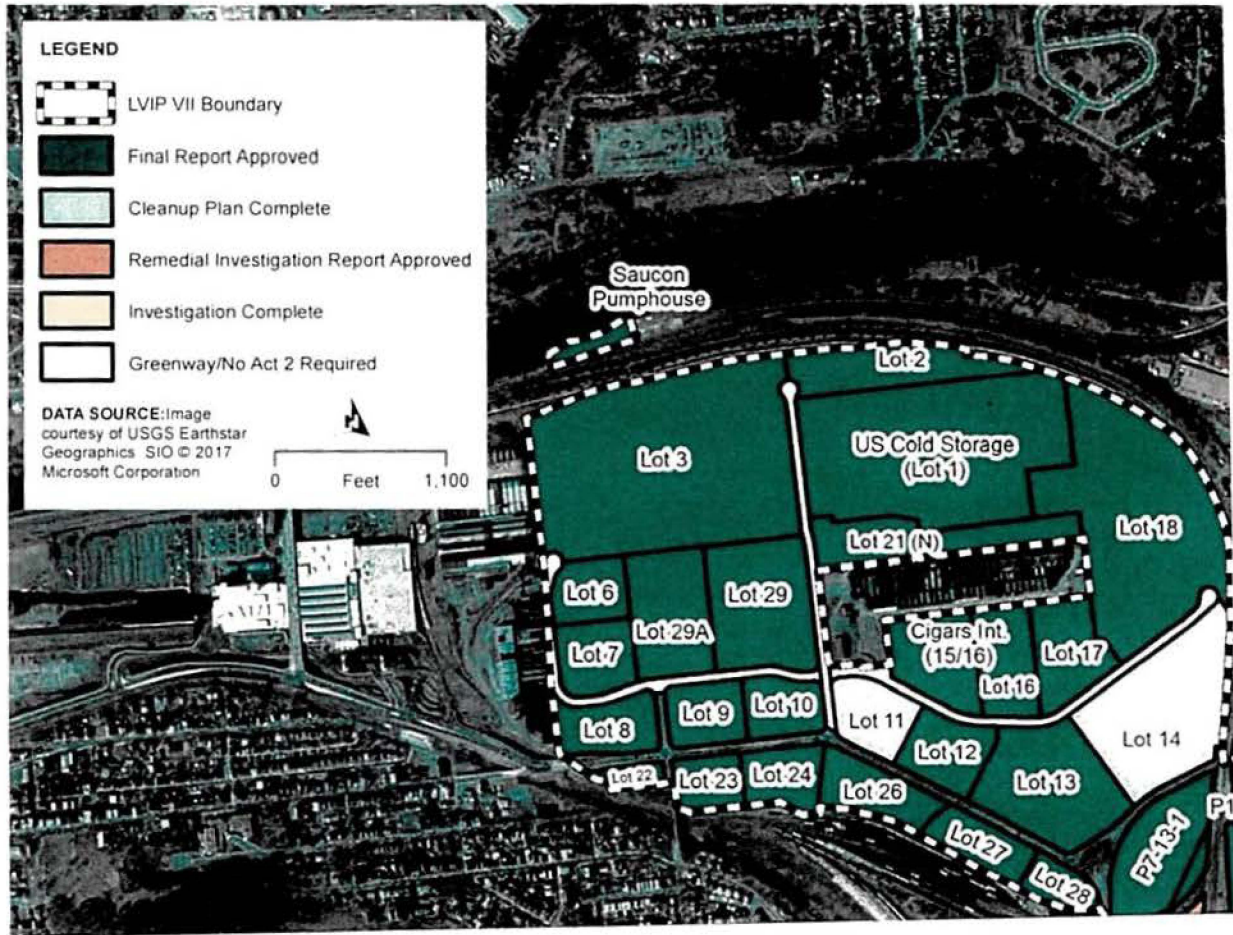 LEGEND
LVIP VII Boundary
Final Report Approved
Cleanup Plan Complete
Remedial Investigation Report Approved
Investigation Complete
Greenway/No Act 2 Required
DATA SOURCE:Image
courtesy of USGS Earthstar
Geographics SIO © 2017
Microsoft Corporation
N
0 Feet 1,100
Saucon
Pumphouse
Lot 2
Lot 3
US Cold Storage
(Lot 1)
Lot 18
Lot 21 (N)
Lot 6
Lot 29
Lot 7
Lot 29A
Cigars Int.
(15/16)
Lot 17
Lot 16
Lot 8
Lot 9
Lot 10
Lot 11
Lot 12
Lot 14
Lot 13
Lot 22
Lot 23
Lot 24
Lot 26
Lot 27
Lot 28
P7-13-1
P1